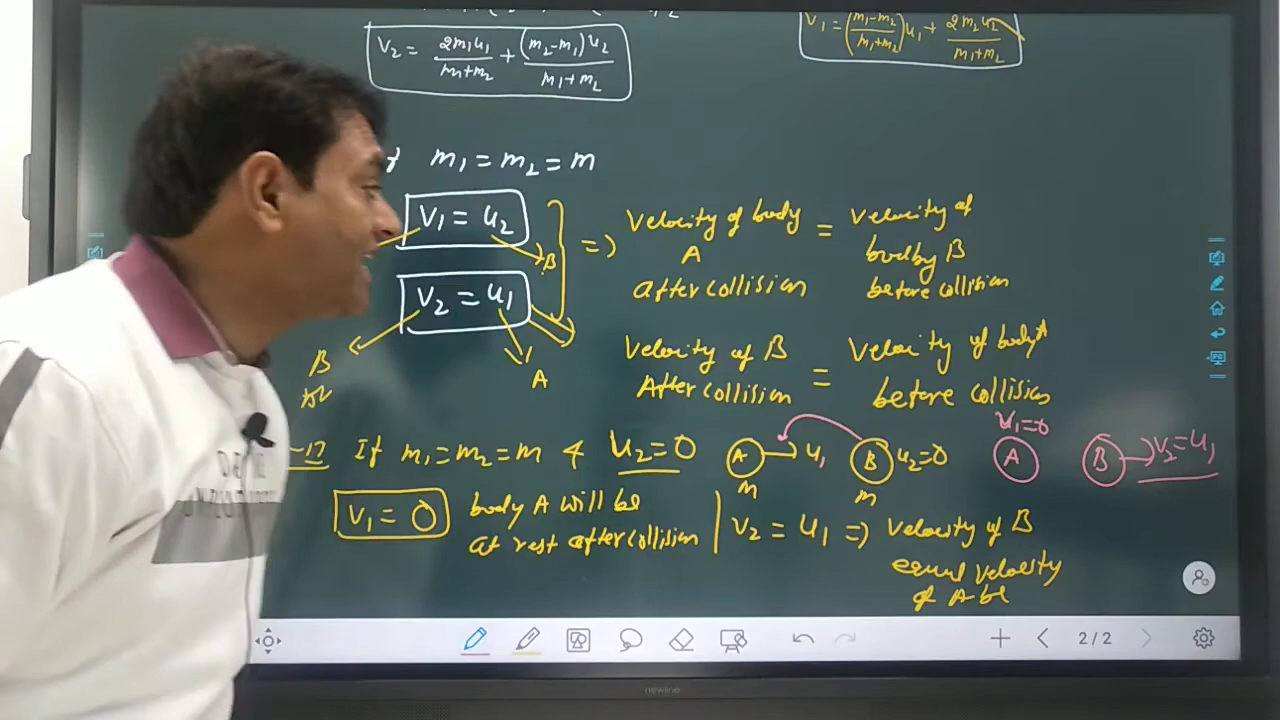 V₂ = 2m₁u₁/m₁+m₂ + (m₂-m₁)u₂/m₁+m₂
V₁ = (m₁-m₂/m₁+m₂)u₁ + 2m₂u₂/m₁+m₂
m₁ = m₂ = m
V₁ = u₂
B
V₂ = u₁
B
A
=) Velocity of body A After collision = Velocity of bodby B before collision
Velocity of B After collision = Velocity of body A before collision
If m₁=m₂=m & u₂=0
A → u₁
m
B u₂=0
m
u₁=0
A
B → V₂=u₁
V₁ = 0
body A will be
at rest after collision
V₂ = u₁ =) Velocity of B
equal velocity
of A be
2/2
newline